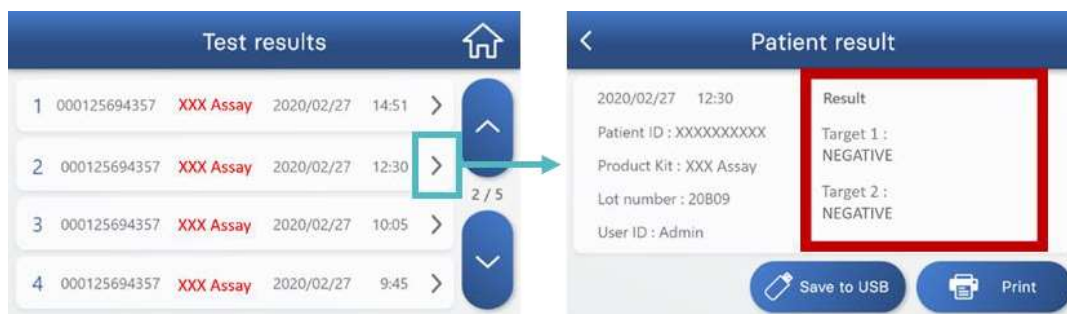 Test results
1 000125694357 XXX Assay 2020/02/27 14:51
2 000125694357 XXX Assay 2020/02/27 12:30
3 000125694357 XXX Assay 2020/02/27 10:05
4 000125694357 XXX Assay 2020/02/27 9:45
2 / 5
Patient result
2020/02/27 12:30
Patient ID : XXXXXXXXXX
Product Kit : XXX Assay
Lot number : 20B09
User ID : Admin
Result
Target 1 :
NEGATIVE
Target 2 :
NEGATIVE
Save to USB
Print